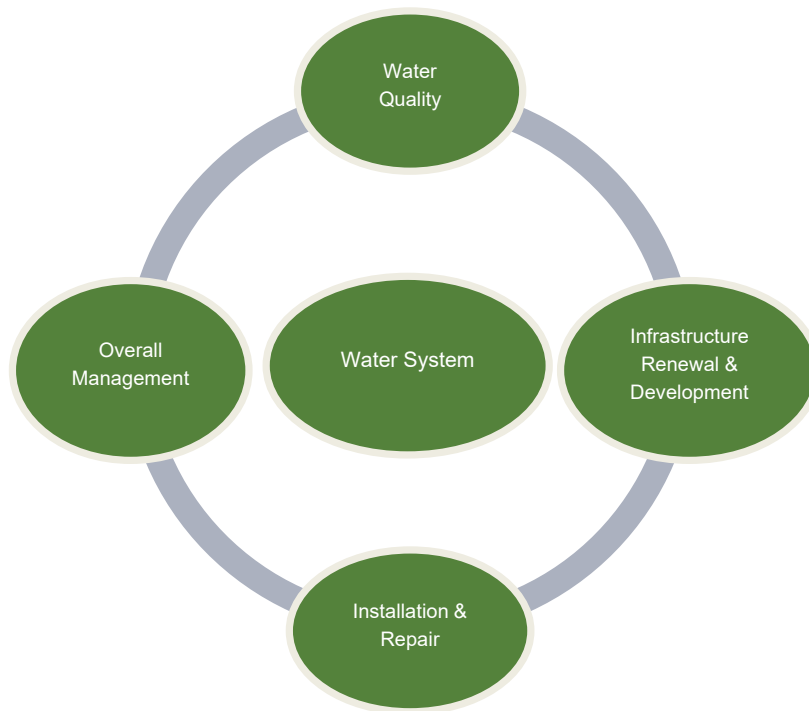 Water
Quality
Overall
Management
Water System
Infrastructure
Renewal &
Development
Installation &
Repair